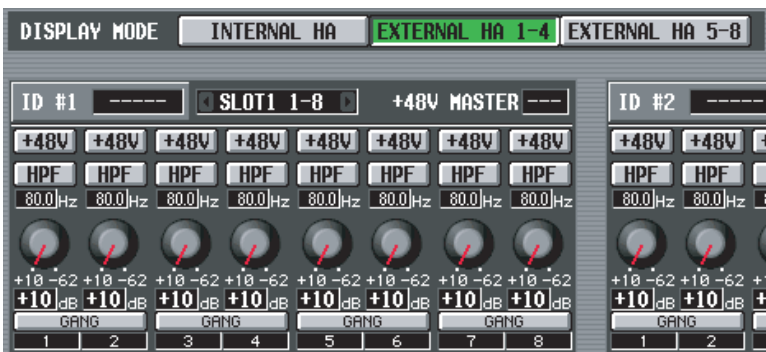 DISPLAY MODE INTERNAL HA EXTERNAL HA 1-4 EXTERNAL HA 5-8
ID #1 ----- SLOT1 1-8 +48V MASTER --- ID #2 -----
+48V +48V +48V +48V +48V +48V +48V +48V +48V +48V
HPF HPF HPF HPF HPF HPF HPF HPF HPF HPF
80.0 Hz 80.0 Hz 80.0 Hz 80.0 Hz 80.0 Hz 80.0 Hz 80.0 Hz 80.0 Hz 80.0 Hz 80.0 Hz
+10 -62 +10 -62 +10 -62 +10 -62 +10 -62 +10 -62 +10 -62 +10 -62 +10 -62 +10 -62
+10 dB +10 dB +10 dB +10 dB +10 dB +10 dB +10 dB +10 dB +10 dB +10 dB
GANG GANG GANG GANG GANG
1 2 3 4 5 6 7 8 1 2